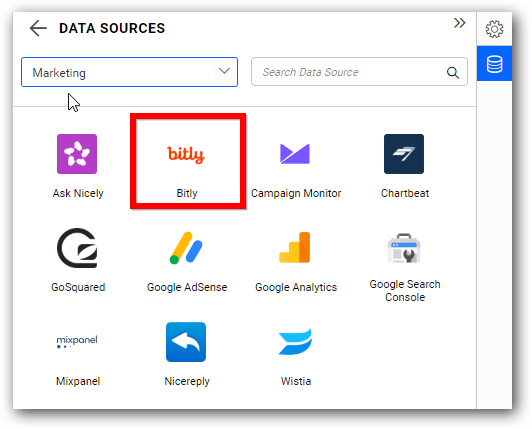 DATA SOURCES
Marketing
Search Data Source
bitly
Ask Nicely
Bitly
Campaign Monitor
Chartbeat
GoSquared
Google AdSense
Google Analytics
Google Search
Console
mixpanel
Mixpanel
Nicereply
Wistia